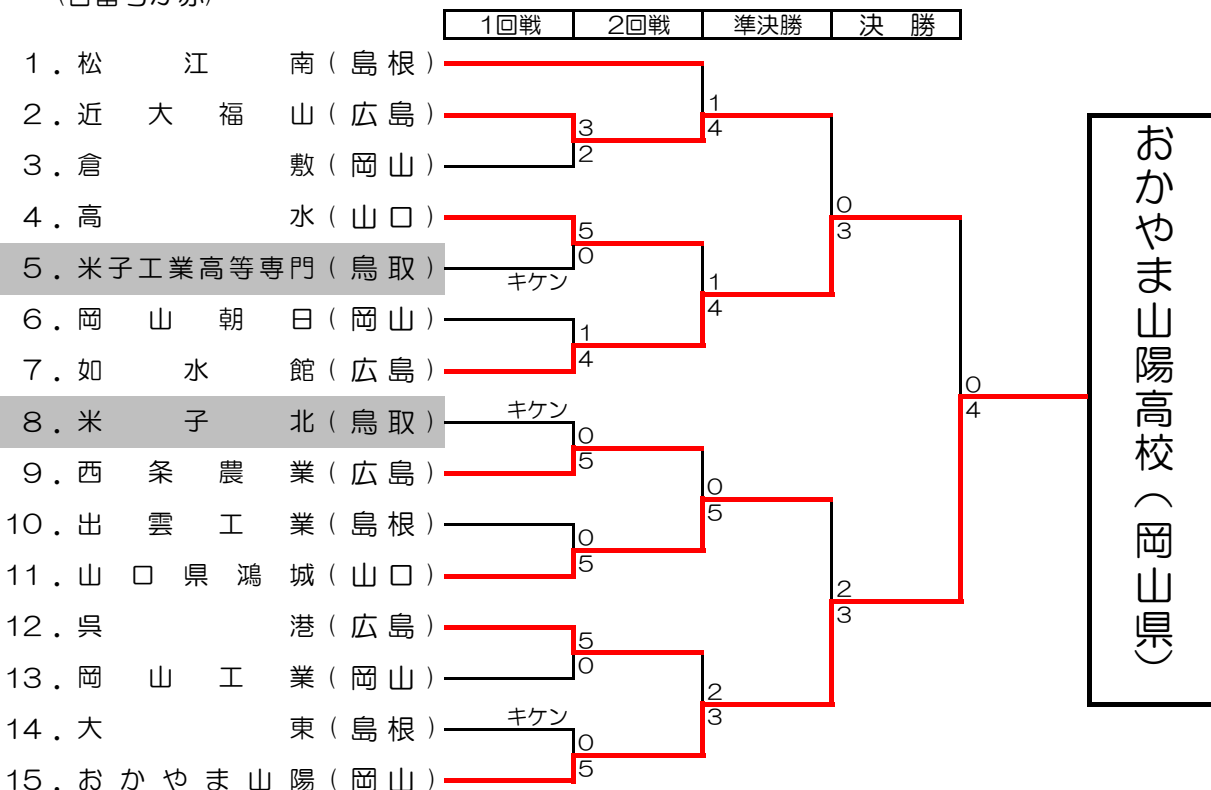 1回戦 2回戦 準決勝 決勝
1.松江南(島根)
2.近大福山(広島)
3.倉敷(岡山)
4.高水(山口)
5.米子工業高等専門(鳥取)
キケン
6.岡山朝日(岡山)
7.如水館(広島)
8.米子北(鳥取)
キケン
9.西条農業(広島)
10.出雲工業(島根)
11.山口県鴻城(山口)
12.呉港(広島)
13.岡山工業(岡山)
14.大東(島根)
キケン
15.おかやま山陽(岡山)
3
2
5
0
1
4
0
5
0
5
5
0
0
5
1
4
1
4
0
5
2
3
0
3
2
3
0
4
おかやま山陽高校(岡山県)